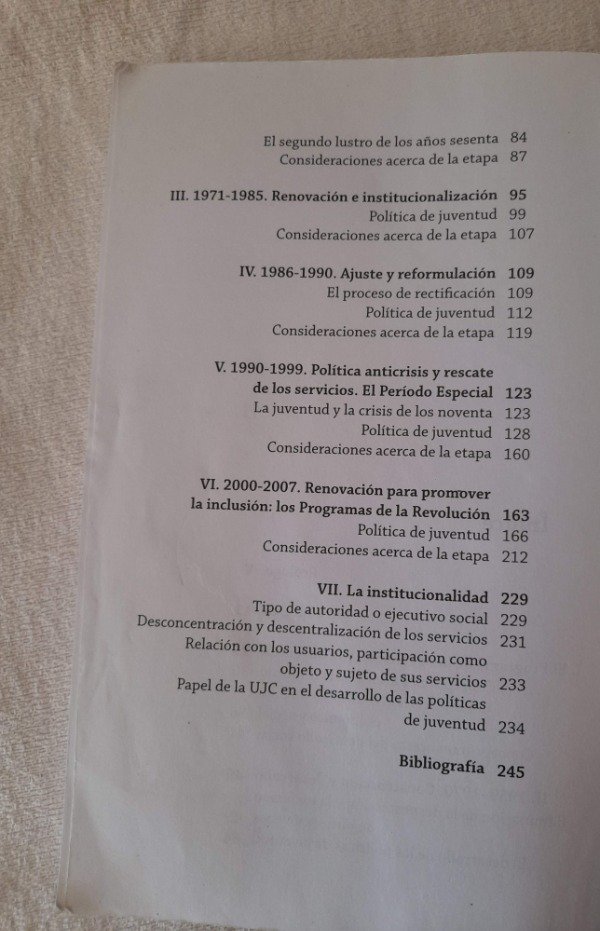 El segundo lustro de los años sesenta 84
Consideraciones acerca de la etapa 87
III. 1971-1985. Renovación e institucionalización 95
Política de juventud 99
Consideraciones acerca de la etapa 107
IV. 1986-1990. Ajuste y reformulación 109
El proceso de rectificación 109
Política de juventud 112
Consideraciones acerca de la etapa 119
V. 1990-1999. Política anticrisis y rescate
de los servicios. El Período Especial 123
La juventud y la crisis de los noventa 123
Política de juventud 128
Consideraciones acerca de la etapa 160
VI. 2000-2007. Renovación para promover
la inclusión: los Programas de la Revolución 163
Política de juventud 166
Consideraciones acerca de la etapa 212
VII. La institucionalidad 229
Tipo de autoridad o ejecutivo social 229
Desconcentración y descentralización de los servicios 231
Relación con los usuarios, participación como
objeto y sujeto de sus servicios 233
Papel de la UJC en el desarrollo de las políticas
de juventud 234
Bibliografía 245